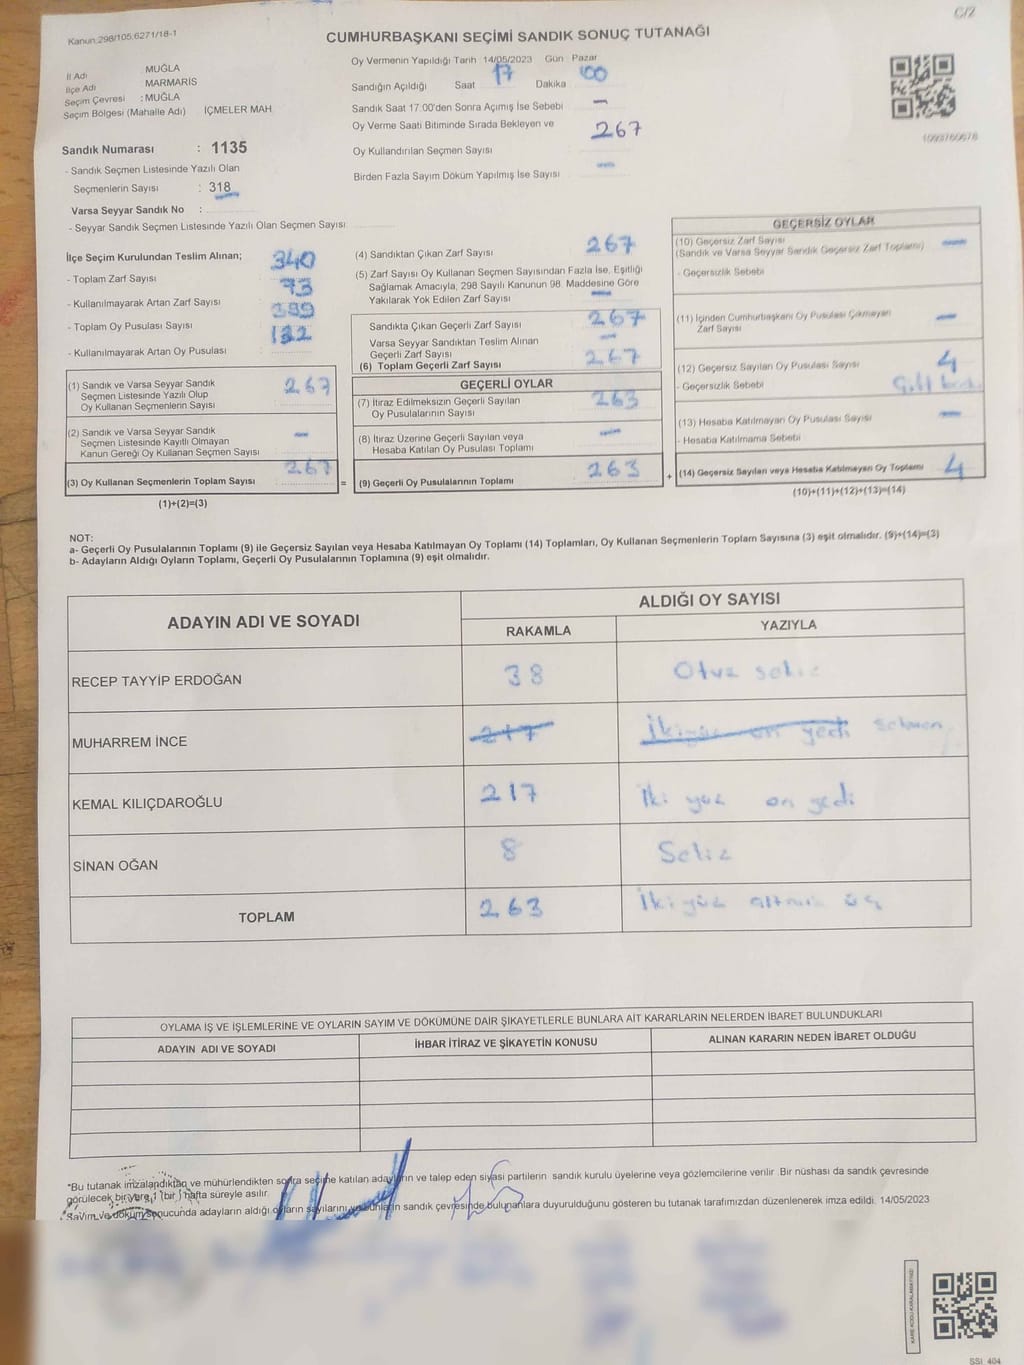 C/2
Kanun:298/105,6271/18-1
CUMHURBAŞKANI SEÇİMİ SANDIK SONUÇ TUTANAĞI
İl Adı MUĞLA
İlçe Adı MARMARİS
Seçim Çevresi : MUĞLA
Seçim Bölgesi (Mahalle Adı) İÇMELER MAH.
Oy Vermenin Yapıldığı Tarih 14/05/2023 Gün Pazar
Sandığın Açıldığı Saat 17 Dakika 00
Sandık Saat 17.00'den Sonra Açımış İse Sebebi —
Oy Verme Saati Bitiminde Sırada Bekleyen ve
Oy Kullandırılan Seçmen Sayısı 267
Birden Fazla Sayım Döküm Yapılmış İse Sayısı —
Sandık Numarası : 1135
- Sandık Seçmen Listesinde Yazılı Olan
Seçmenlerin Sayısı : 318
Varsa Seyyar Sandık No :
- Seyyar Sandık Seçmen Listesinde Yazılı Olan Seçmen Sayısı
İlçe Seçim Kurulundan Teslim Alınan;
- Toplam Zarf Sayısı 340
- Kullanılmayarak Artan Zarf Sayısı 73
- Toplam Oy Pusulası Sayısı 399
- Kullanılmayarak Artan Oy Pusulası 132
(1) Sandık ve Varsa Seyyar Sandık
Seçmen Listesinde Yazılı Olup
Oy Kullanan Seçmenlerin Sayısı 267
(2) Sandık ve Varsa Seyyar Sandık
Seçmen Listesinde Kayıtlı Olmayan
Kanun Gereği Oy Kullanan Seçmen Sayısı —
(3) Oy Kullanan Seçmenlerin Toplam Sayısı 267
(1)+(2)=(3)
=
(4) Sandıktan Çıkan Zarf Sayısı 267
(5) Zarf Sayısı Oy Kullanan Seçmen Sayısından Fazla İse, Eşitliği
Sağlamak Amacıyla, 298 Sayılı Kanunun 98. Maddesine Göre
Yakılarak Yok Edilen Zarf Sayısı —
Sandıkta Çıkan Geçerli Zarf Sayısı 267
Varsa Seyyar Sandıktan Teslim Alınan
Geçerli Zarf Sayısı —
(6) Toplam Geçerli Zarf Sayısı 267
GEÇERLİ OYLAR
(7) İtiraz Edilmeksizin Geçerli Sayılan
Oy Pusulalarının Sayısı 263
(8) İtiraz Üzerine Geçerli Sayılan veya
Hesaba Katılan Oy Pusulası Toplamı —
(9) Geçerli Oy Pusulalarının Toplamı 263
+
GEÇERSİZ OYLAR
(10) Geçersiz Zarf Sayısı —
(Sandık ve Varsa Seyyar Sandık Geçersiz Zarf Toplamı)
- Geçersizlik Sebebi
(11) İçinden Cumhurbaşkanı Oy Pusulası Çıkmayan
Zarf Sayısı —
(12) Geçersiz Sayılan Oy Pusulası Sayısı 4
- Geçersizlik Sebebi
(13) Hesaba Katılmayan Oy Pusulası Sayısı —
- Hesaba Katılmama Sebebi
(14) Geçersiz Sayılan veya Hesaba Katılmayan Oy Toplamı 4
(10)+(11)+(12)+(13)=(14)
NOT:
a- Geçerli Oy Pusulalarının Toplamı (9) ile Geçersiz Sayılan veya Hesaba Katılmayan Oy Toplamı (14) Toplamları, Oy Kullanan Seçmenlerin Toplam Sayısına (3) eşit olmalıdır. (9)+(14)=(3)
b- Adayların Aldığı Oyların Toplamı, Geçerli Oy Pusulalarının Toplamına (9) eşit olmalıdır.
ADAYIN ADI VE SOYADI ALDIĞI OY SAYISI
RAKAMLA YAZIYLA
RECEP TAYYİP ERDOĞAN 38 Otuz sekiz
MUHARREM İNCE 217 İkiyüz on yedi
KEMAL KILIÇDAROĞLU 217 İki yüz on yedi
SİNAN OĞAN 8 Sekiz
TOPLAM 263 İkiyüz altmış üç
OYLAMA İŞ VE İŞLEMLERİNE VE OYLARIN SAYIM VE DÖKÜMÜNE DAİR ŞİKAYETLERLE BUNLARA AİT KARARLARIN NELERDEN İBARET BULUNDUKLARI
ADAYIN ADI VE SOYADI İHBAR İTİRAZ VE ŞİKAYETİN KONUSU ALINAN KARARIN NEDEN İBARET OLDUĞU
*Bu tutanak imzalandıktan ve mühürlendikten sonra seçime katılan adayların ve talep eden siyasi partilerin sandık kurulu üyelerine veya gözlemcilerine verilir. Bir nüshası da sandık çevresinde
görülecek bir yere, 1 (bir) hafta süreyle asılır.
*Sayım ve döküm sonucunda adayların aldığı oyların sayılarını ve bunların sandık çevresinde bulunanlara duyurulduğunu gösteren bu tutanak tarafımızdan düzenlenerek imza edildi. 14/05/2023
SSI_404